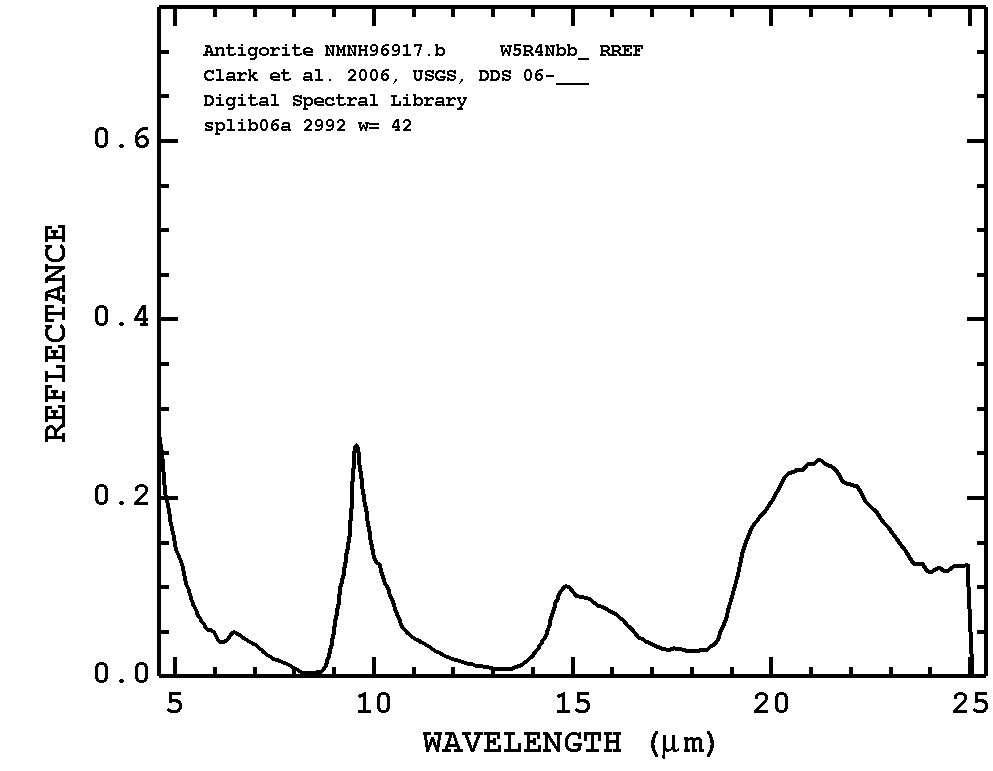 Antigorite NMNH96917.b W5R4Nbb_ RREF
Clark et al. 2006, USGS, DDS 06-___
Digital Spectral Library
splib06a 2992 w= 42
0.6
0.4
0.2
0.0
REFLECTANCE
5 10 15 20 25
WAVELENGTH (μm)